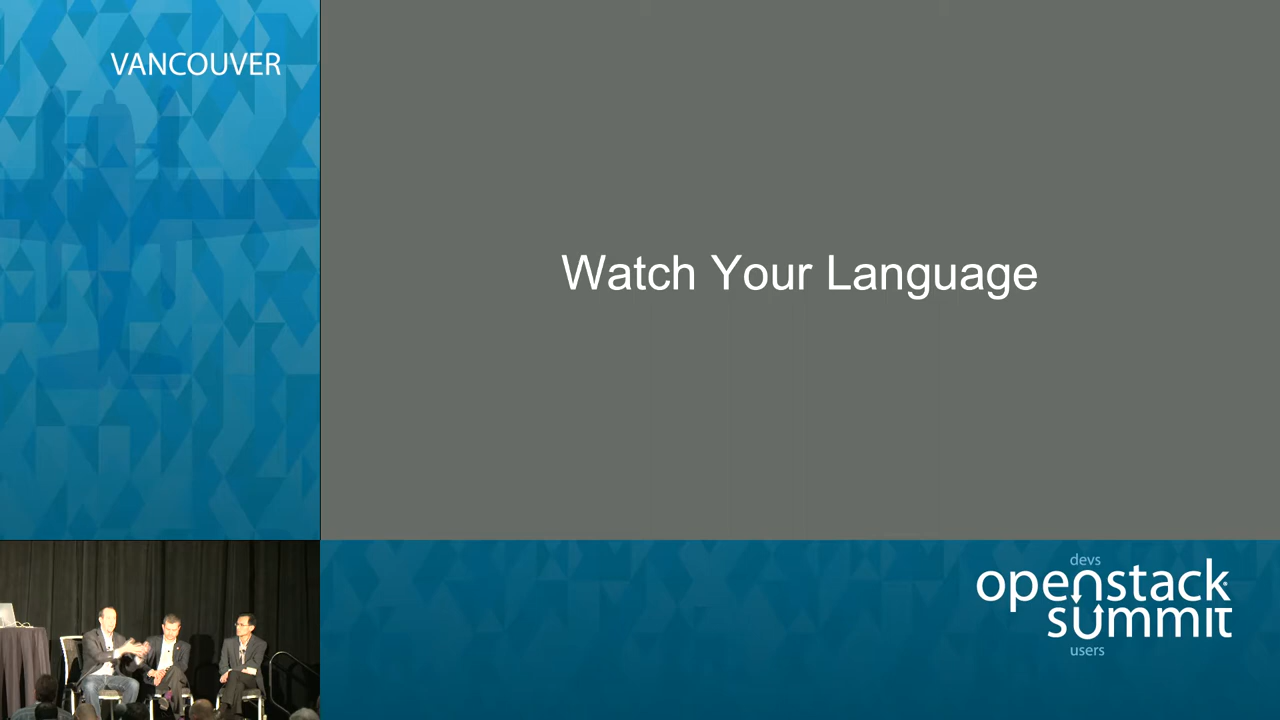 VANCOUVER
Watch Your Language
devs
openstack
summit
users